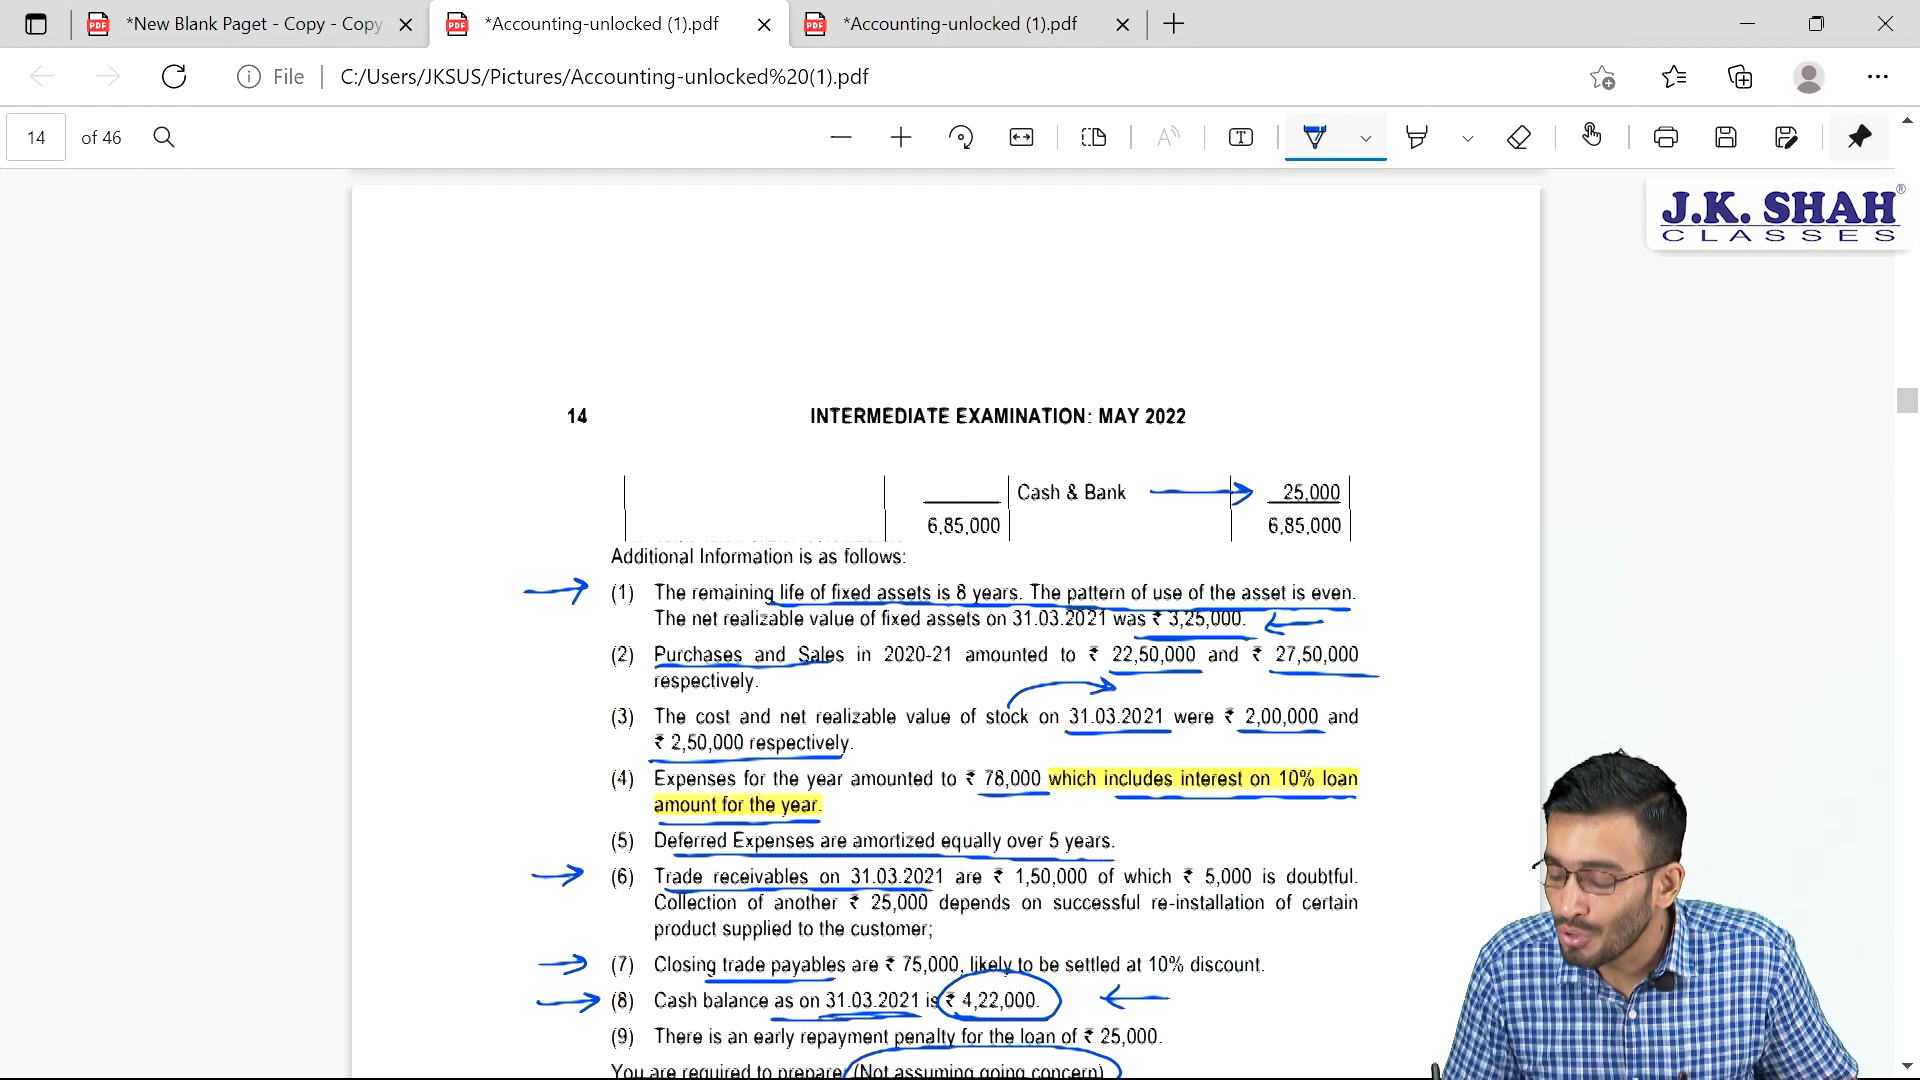 *New Blank Paget - Copy - Copy
*Accounting-unlocked (1).pdf
*Accounting-unlocked (1).pdf
File
C:/Users/JKSUS/Pictures/Accounting-unlocked%20(1).pdf
14 of 46
J.K. SHAH®
CLASSES
14 INTERMEDIATE EXAMINATION: MAY 2022
Cash & Bank 25,000
6,85,000 6,85,000
Additional Information is as follows:
(1) The remaining life of fixed assets is 8 years. The pattern of use of the asset is even.
The net realizable value of fixed assets on 31.03.2021 was ₹ 3,25,000.
(2) Purchases and Sales in 2020-21 amounted to ₹ 22,50,000 and ₹ 27,50,000
respectively.
(3) The cost and net realizable value of stock on 31.03.2021 were ₹ 2,00,000 and
₹ 2,50,000 respectively.
(4) Expenses for the year amounted to ₹ 78,000 which includes interest on 10% loan
amount for the year.
(5) Deferred Expenses are amortized equally over 5 years.
(6) Trade receivables on 31.03.2021 are ₹ 1,50,000 of which ₹ 5,000 is doubtful.
Collection of another ₹ 25,000 depends on successful re-installation of certain
product supplied to the customer;
(7) Closing trade payables are ₹ 75,000, likely to be settled at 10% discount.
(8) Cash balance as on 31.03.2021 is ₹ 4,22,000.
(9) There is an early repayment penalty for the loan of ₹ 25,000.
You are required to prepare (Not assuming going concern)